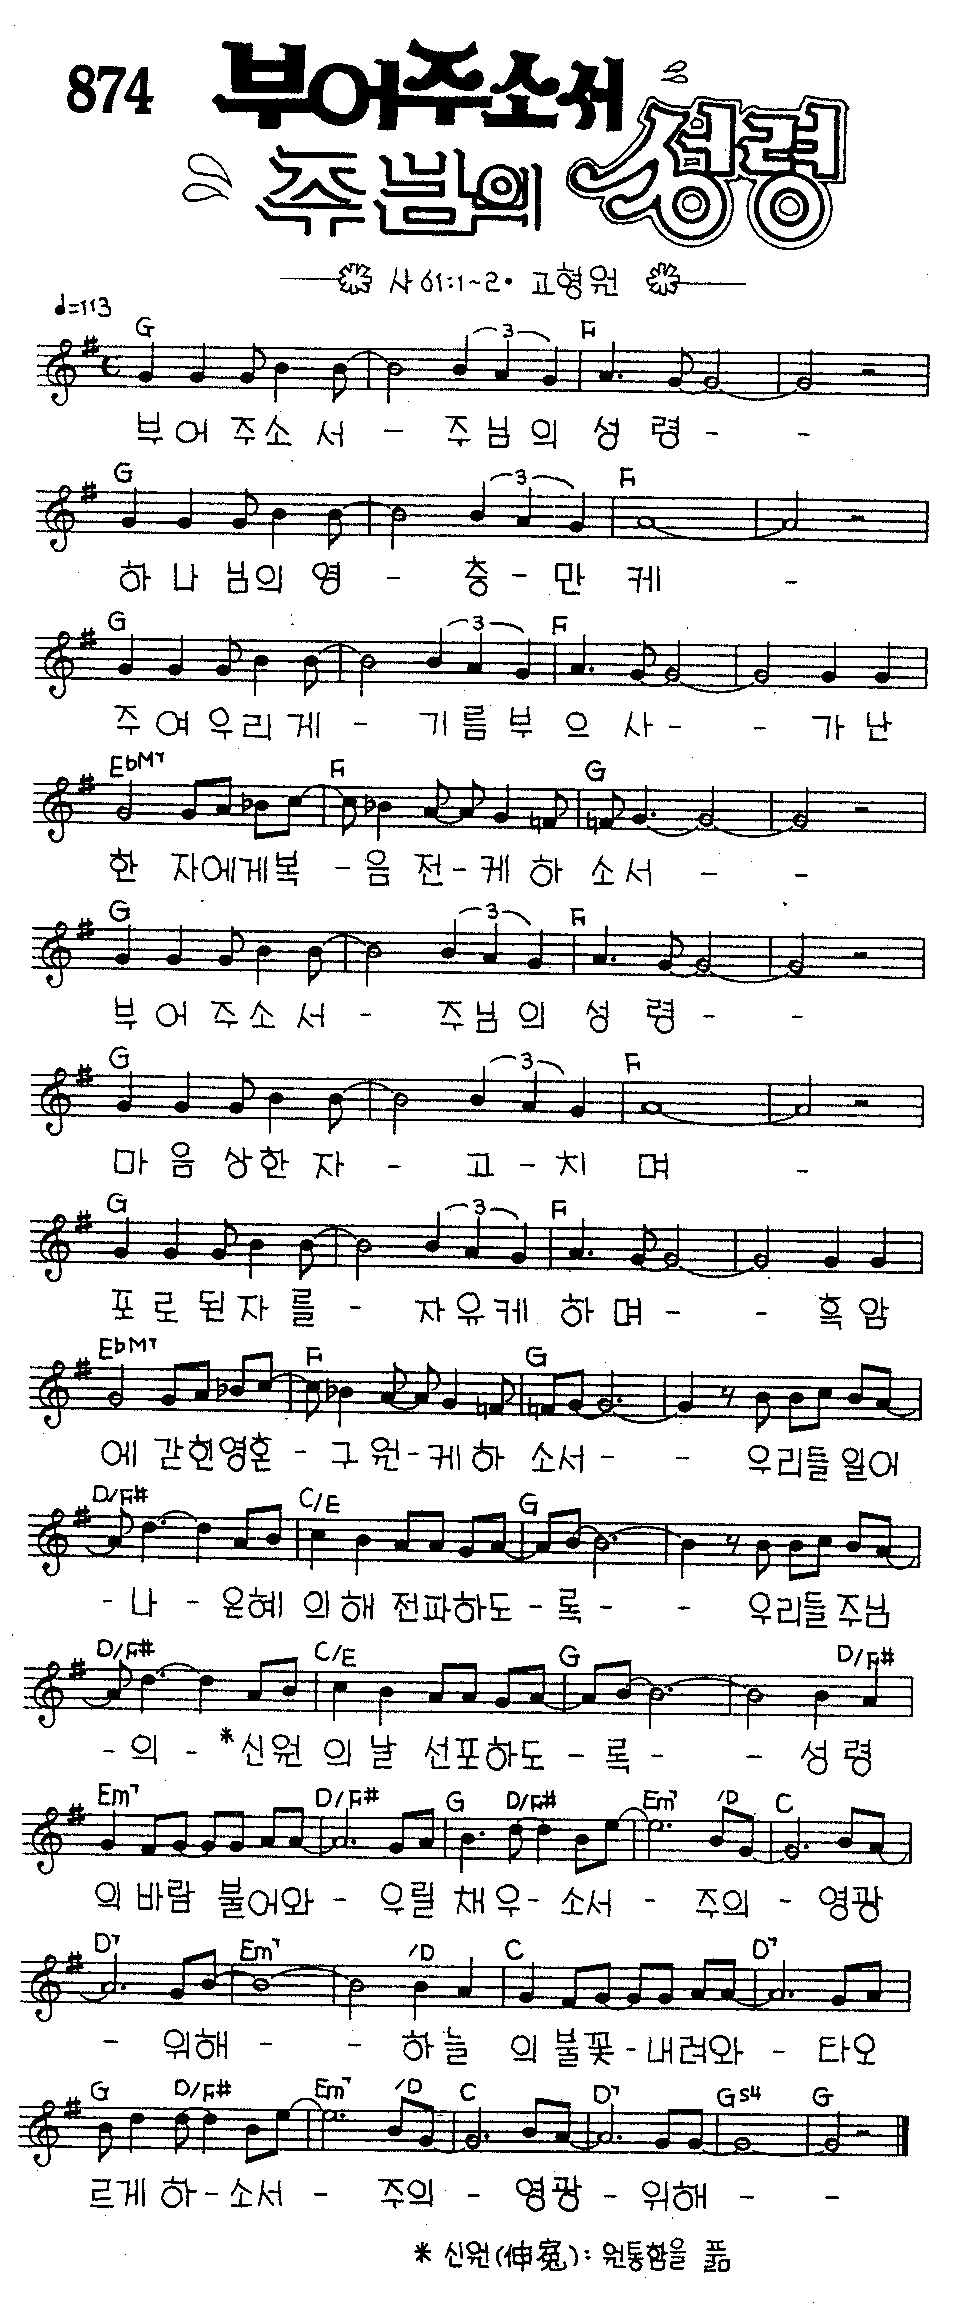 874
부어주소서
주님의 성령
사 61:1~2 · 고형원
♩=113
G F
부 어 주 소 서 - 주 님 의 성 령 - -
G F
하 나 님 의 영 - 충 - 만 케 -
G F
주 여 우 리 게 - 기 름 부 으 사 - - 가 난
E♭M7 F G
한 자 에 게 복 - 음 전 - 케 하 소 서 - -
G F
부 어 주 소 서 - 주 님 의 성 령 - -
G F
마 음 상 한 자 - 고 - 치 며 -
G F
포 로 된 자 를 - 자 유 케 하 며 - - 흑 암
E♭M7 F G
에 갇힌영혼 - 구 원 - 케 하 소서 - - 우리들 일어
D/F# C/E G
- 나 - 은혜 의 해 전파하도 - 록 - - 우리들 주님
D/F# C/E G D/F#
- 의 - *신원 의 날 선포하도 - 록 - - 성 령
Em7 D/F# G D/F# Em7 /D C
의 바람 불어와 - 우릴 채우 - 소서 - 주의 - 영광
D7 Em7 /D C D7
- 위해 - - 하늘 의 불꽃 - 내려와 - 타오
G D/F# Em7 /D C D7 Gs4 G
르게 하 - 소서 - 주의 - 영광 - 위해 - -
* 신원(伸寃): 원통함을 풂